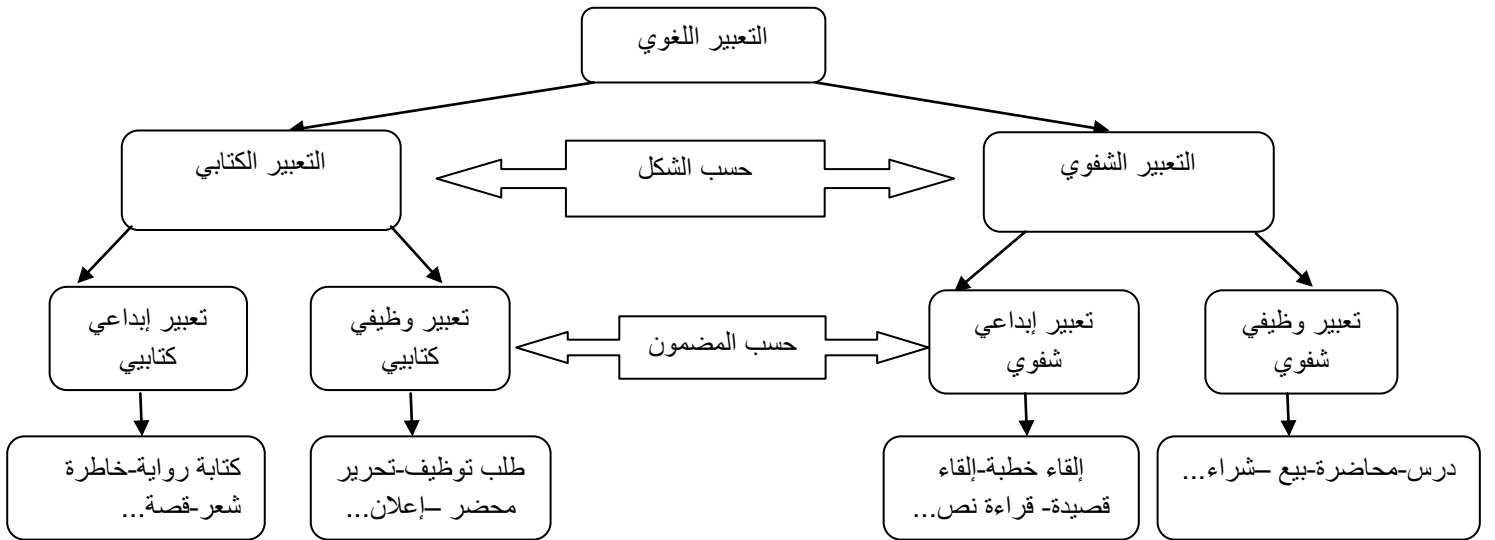 التعبير اللغوي
التعبير الشفوي
حسب الشكل
التعبير الكتابي
تعبير وظيفي
شفوي
تعبير إبداعي
شفوي
حسب المضمون
تعبير وظيفي
كتابيي
تعبير إبداعي
كتابيي
درس-محاضرة-بيع –شراء...
إلقاء خطبة-إلقاء
قصيدة- قراءة نص...
طلب توظيف-تحرير
محضر –إعلان...
كتابة رواية-خاطرة
شعر-قصة...